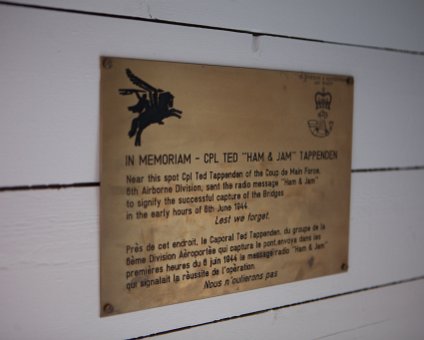 IN MEMORIAM - CPL TED "HAM & JAM" TAPPENDEN
Near this spot Cpl Ted Tappenden of the Coup de Main Force,
6th Airborne Division, sent the radio message "Ham & Jam"
to signify the successful capture of the Bridges
in the early hours of 6th June 1944.
Lest we forget.
Près de cet endroit, le Caporal Ted Tappenden, du groupe de la
6ème Division Aéroportée qui captura le pont,envoya dans les
premières heures du 6 juin 1944 le message radio "Ham & Jam"
qui signalait la réussite de l'opération.
Nous n'oublierons pas